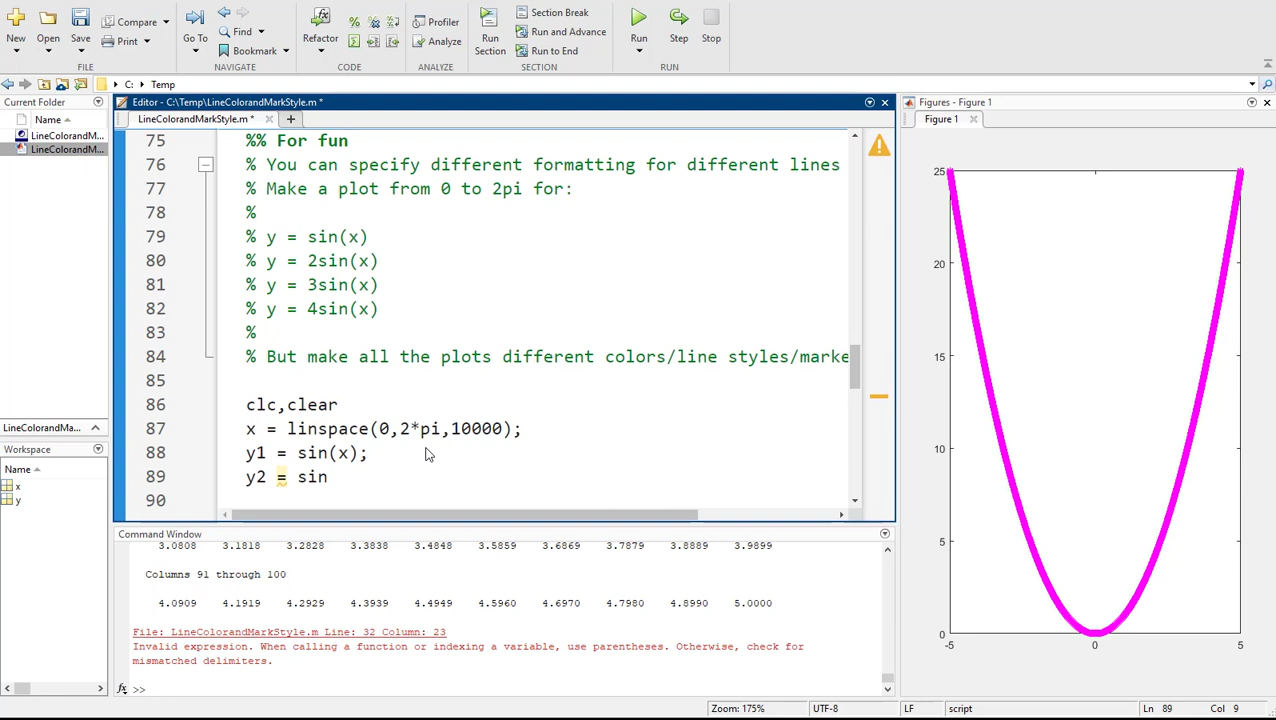 New
Open
Save
Compare
Print
Go To
Find
Bookmark
Refactor
Profiler
Analyze
Run Section
Section Break
Run and Advance
Run to End
Run
Step
Stop
FILE
NAVIGATE
CODE
ANALYZE
SECTION
RUN
C: Temp
Current Folder
Name
LineColorandM...
LineColorandM...
LineColorandMa...
Workspace
Name
x
y
Editor - C:\Temp\LineColorandMarkStyle.m *
LineColorandMarkStyle.m *
75 %% For fun
76 % You can specify different formatting for different lines
77 % Make a plot from 0 to 2pi for:
78 %
79 % y = sin(x)
80 % y = 2sin(x)
81 % y = 3sin(x)
82 % y = 4sin(x)
83 %
84 % But make all the plots different colors/line styles/marke
85
86 clc,clear
87 x = linspace(0,2*pi,10000);
88 y1 = sin(x);
89 y2 = sin
90
Command Window
3.0808 3.1818 3.2828 3.3838 3.4848 3.5859 3.6869 3.7879 3.8889 3.9899
Columns 91 through 100
4.0909 4.1919 4.2929 4.3939 4.4949 4.5960 4.6970 4.7980 4.8990 5.0000
File: LineColorandMarkStyle.m Line: 32 Column: 23
Invalid expression. When calling a function or indexing a variable, use parentheses. Otherwise, check for
mismatched delimiters.
fx >>
Figures - Figure 1
Figure 1
25
20
15
10
5
0
-5 0 5
Zoom: 175% UTF-8 LF script Ln 89 Col 9